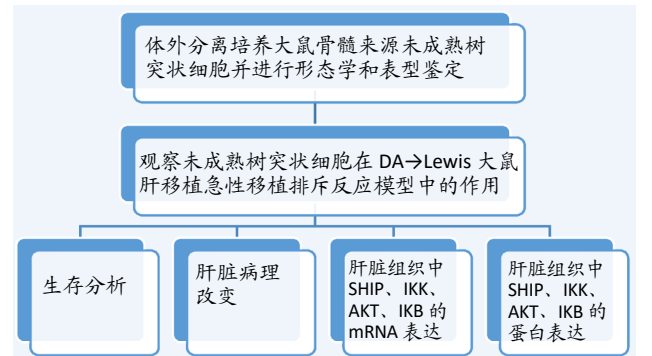 体外分离培养大鼠骨髓来源未成熟树
突状细胞并进行形态学和表型鉴定
观察未成熟树突状细胞在 DA→Lewis 大鼠
肝移植急性移植排斥反应模型中的作用
生存分析
肝脏病理
改变
肝脏组织中
SHIP、IKK、
AKT、IKB 的
mRNA 表达
肝脏组织中
SHIP、IKK、
AKT、IKB 的
蛋白表达